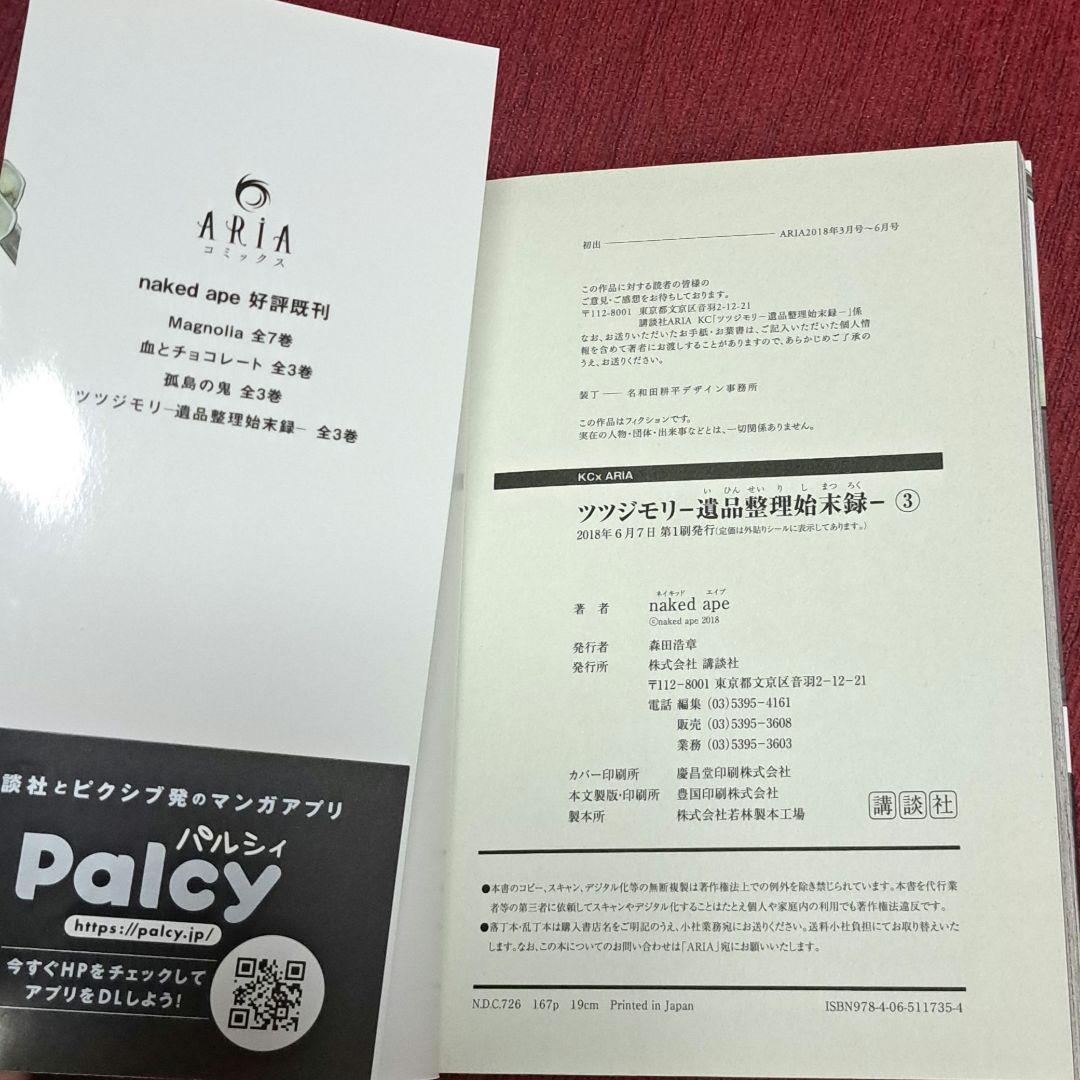 ARIA
コミックス
naked ape 好評既刊
Magnolia 全7巻
血とチョコレート 全3巻
孤島の鬼 全3巻
ツツジモリ―遺品整理始末録― 全3巻
談社とピクシブ発のマンガアプリ
パルシィ
Palcy
https://palcy.jp/
今すぐHPをチェックして
アプリをDLしよう!
初出 ―――――――― ARIA2018年3月号~6月号
この作品に対する読者の皆様の
ご意見・ご感想をお待ちしております。
〒112-8001 東京都文京区音羽2-12-21
講談社ARIA KC「ツツジモリ―遺品整理始末録―」係
なお、お送りいただいたお手紙・お葉書は、ご記入いただいた個人情
報を含めて著者にお渡しすることがありますので、あらかじめご了承の
うえ、お送りください。
装丁 ―― 名和田耕平デザイン事務所
この作品はフィクションです。
実在の人物・団体・出来事などとは、一切関係ありません。
KCx ARIA
い ひん せい り し まつ ろく
ツツジモリ―遺品整理始末録― ③
2018年6月7日 第1刷発行(定価は外貼りシールに表示してあります。)
ネイキッド エイプ
著 者 naked ape
©naked ape 2018
発行者 森田浩章
発行所 株式会社 講談社
〒112-8001 東京都文京区音羽2-12-21
電話 編集 (03)5395-4161
販売 (03)5395-3608
業務 (03)5395-3603
カバー印刷所 慶昌堂印刷株式会社
本文製版・印刷所 豊国印刷株式会社
製本所 株式会社若林製本工場
講談社
●本書のコピー、スキャン、デジタル化等の無断複製は著作権法上での例外を除き禁じられています。本書を代行業
者等の第三者に依頼してスキャンやデジタル化することはたとえ個人や家庭内の利用でも著作権法違反です。
●落丁本・乱丁本は購入書店名をご明記のうえ、小社業務宛にお送りください。送料小社負担にてお取り替えいた
します。なお、この本についてのお問い合わせは「ARIA」宛にお願いいたします。
N.D.C.726 167p 19cm Printed in Japan ISBN978-4-06-511735-4